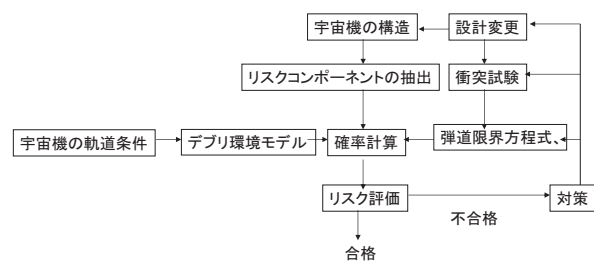 宇宙機の構造
設計変更
リスクコンポーネントの抽出
衝突試験
宇宙機の軌道条件
デブリ環境モデル
確率計算
弾道限界方程式、
リスク評価
対策
不合格
合格